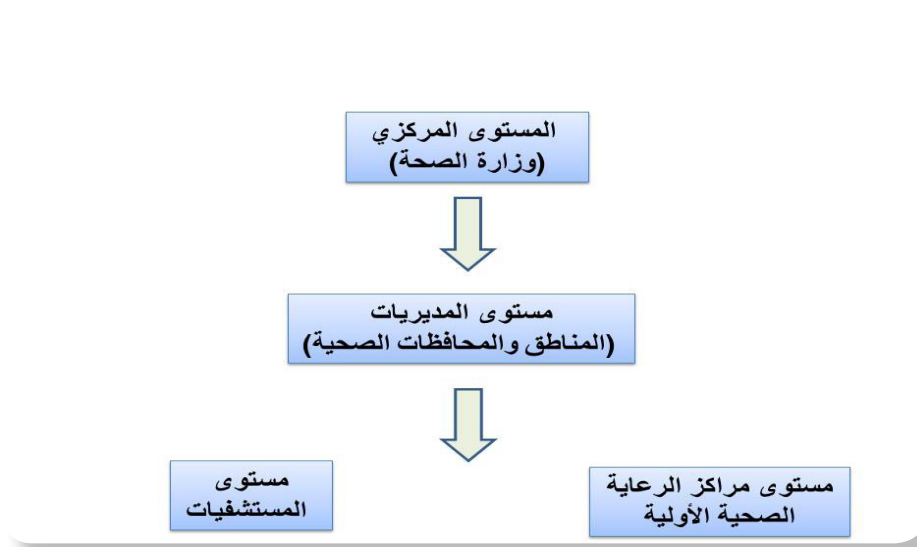 المستوى المركزي
(وزارة الصحة)
مستوى المديريات
(المناطق والمحافظات الصحية)
مستوى مراكز الرعاية
الصحية الأولية
مستوى
المستشفيات